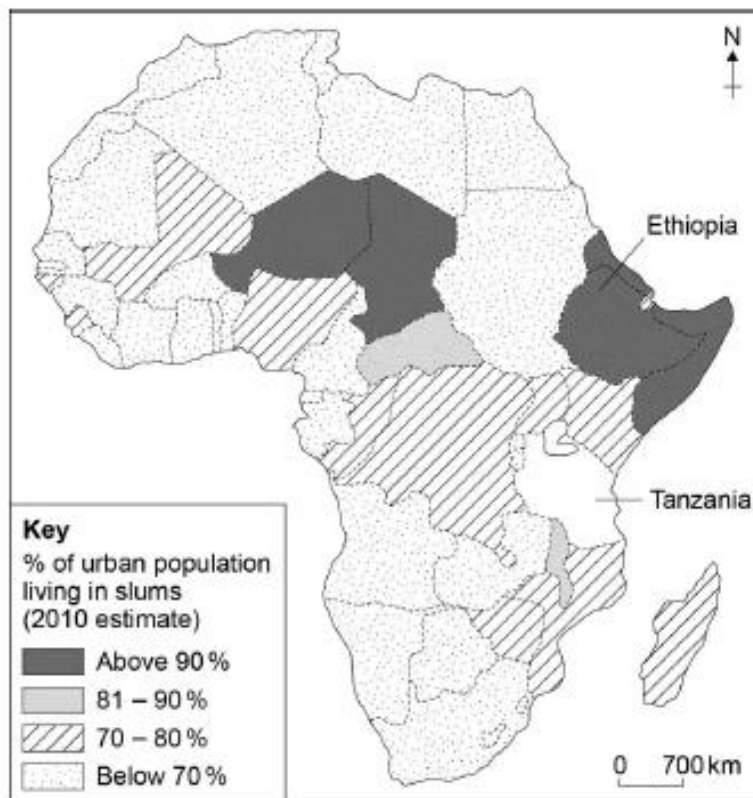 N
Ethiopia
Tanzania
Key
% of urban population
living in slums
(2010 estimate)
Above 90 %
81 – 90 %
70 – 80 %
Below 70 %
0 700 km